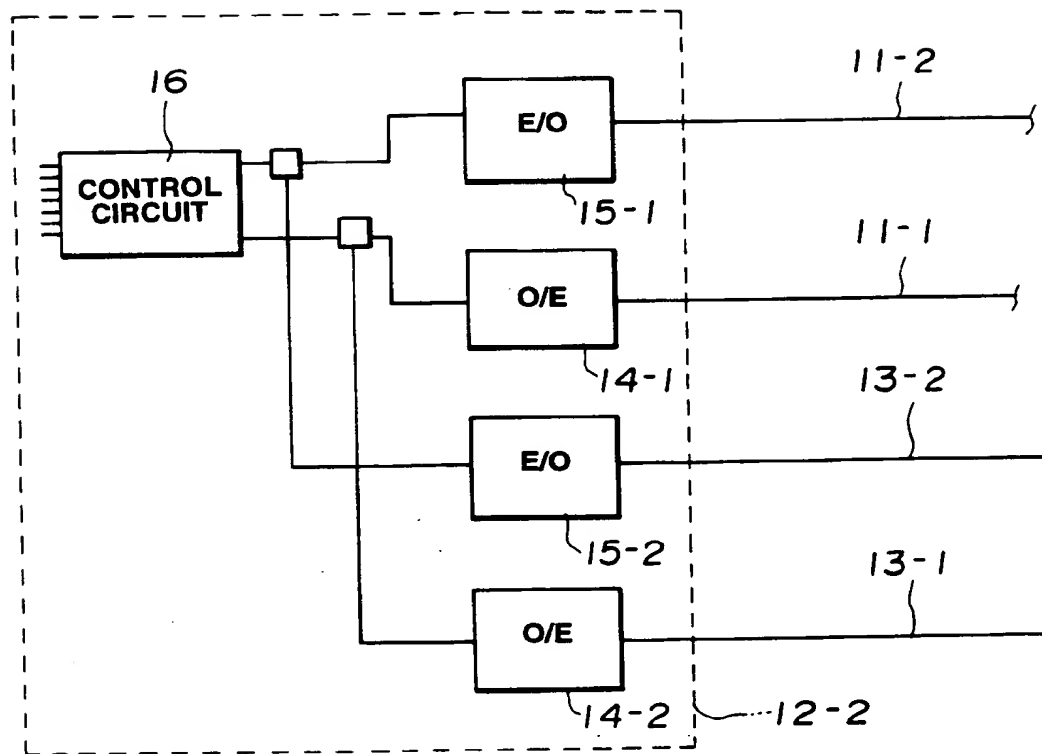 16
11-2
E/O
CONTROL
CIRCUIT
15-1
11-1
O/E
14-1
13-2
E/O
15-2
13-1
O/E
14-2
12-2